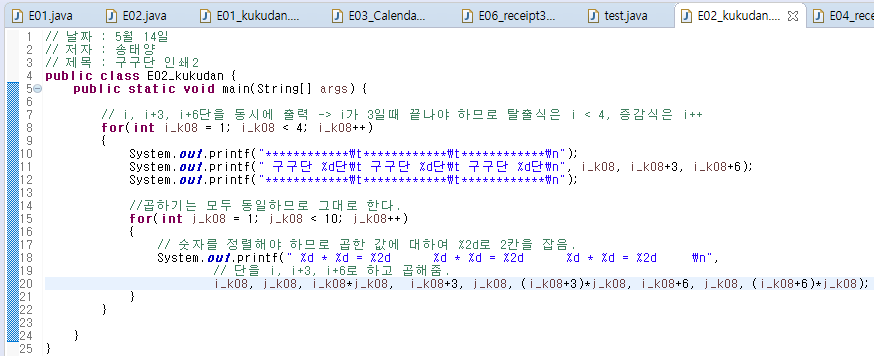 E01.java E02.java E01_kukudan.... E03_Calenda... E06_receipt3... test.java E02_kukudan.... E04_rece
1 // 날짜 : 5월 14일
2 // 저자 : 송태양
3 // 제목 : 구구단 인쇄2
4 public class E02_kukudan {
5 public static void main(String[] args) {
6
7 // i, i+3, i+6단을 동시에 출력 -> i가 3일때 끝나야 하므로 탈출식은 i < 4, 증감식은 i++
8 for(int i_k08 = 1; i_k08 < 4; i_k08++)
9 {
10 System.out.printf("************₩t************₩t************₩n");
11 System.out.printf(" 구구단 %d단₩t 구구단 %d단₩t 구구단 %d단₩n", i_k08, i_k08+3, i_k08+6);
12 System.out.printf("************₩t************₩t************₩n");
13
14 //곱하기는 모두 동일하므로 그대로 한다.
15 for(int j_k08 = 1; j_k08 < 10; j_k08++)
16 {
17 // 숫자를 정렬해야 하므로 곱한 값에 대하여 %2d로 2칸을 잡음.
18 System.out.printf(" %d * %d = %2d %d * %d = %2d %d * %d = %2d ₩n",
19 // 단을 i, i+3, i+6로 하고 곱해줌.
20 i_k08, j_k08, i_k08*j_k08, i_k08+3, j_k08, (i_k08+3)*j_k08, i_k08+6, j_k08, (i_k08+6)*j_k08);
21 }
22 }
23
24 }
25 }